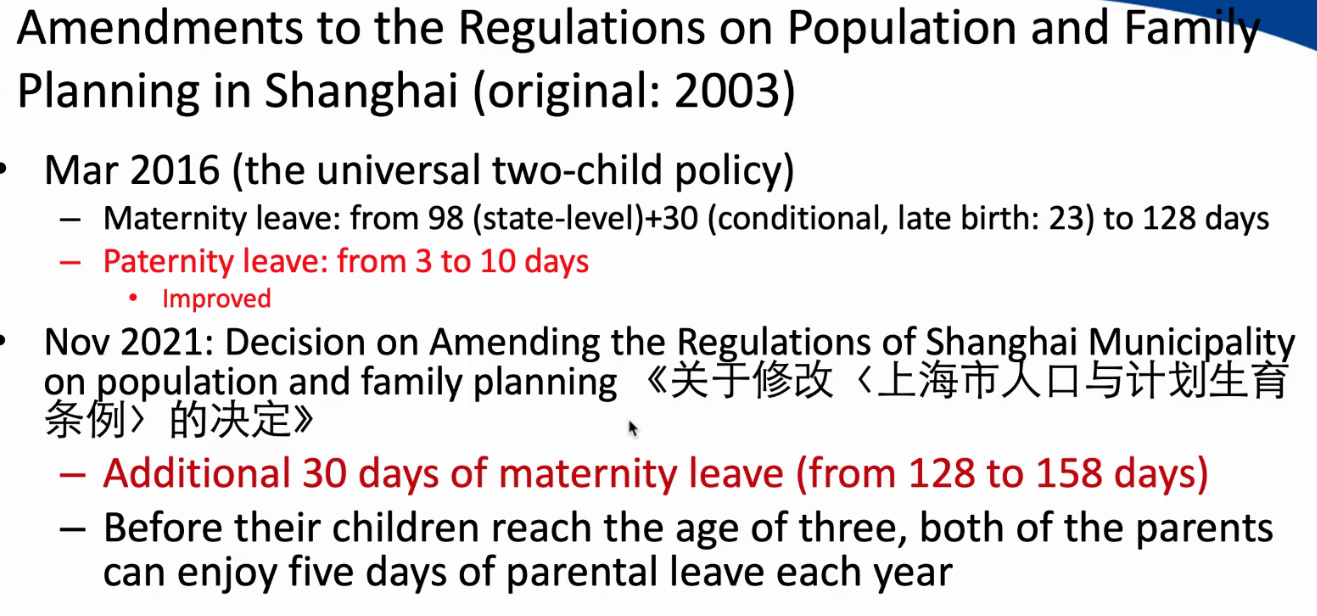 Amendments to the Regulations on Population and Family
Planning in Shanghai (original: 2003)
• Mar 2016 (the universal two-child policy)
– Maternity leave: from 98 (state-level)+30 (conditional, late birth: 23) to 128 days
– Paternity leave: from 3 to 10 days
• Improved
• Nov 2021: Decision on Amending the Regulations of Shanghai Municipality
on population and family planning 《关于修改〈上海市人口与计划生育
条例〉的决定》
– Additional 30 days of maternity leave (from 128 to 158 days)
– Before their children reach the age of three, both of the parents
can enjoy five days of parental leave each year